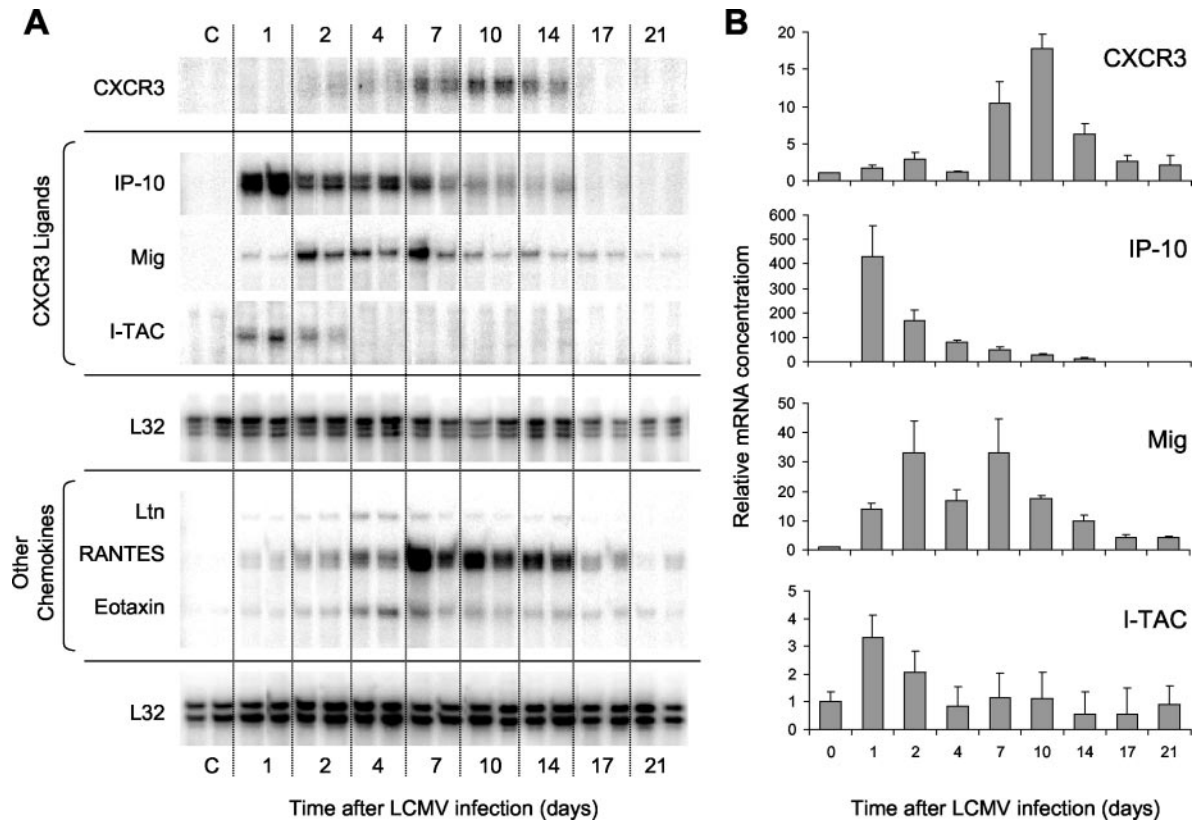 A
C 1 2 4 7 10 14 17 21
CXCR3
CXCR3 Ligands
IP-10
Mig
I-TAC
L32
Other
Chemokines
Ltn
RANTES
Eotaxin
L32
C 1 2 4 7 10 14 17 21
Time after LCMV infection (days)
B
Relative mRNA concentratiom
CXCR3
20
15
10
5
0
IP-10
600
500
400
300
200
100
0
Mig
50
40
30
20
10
0
I-TAC
5
4
3
2
1
0
0 1 2 4 7 10 14 17 21
Time after LCMV infection (days)